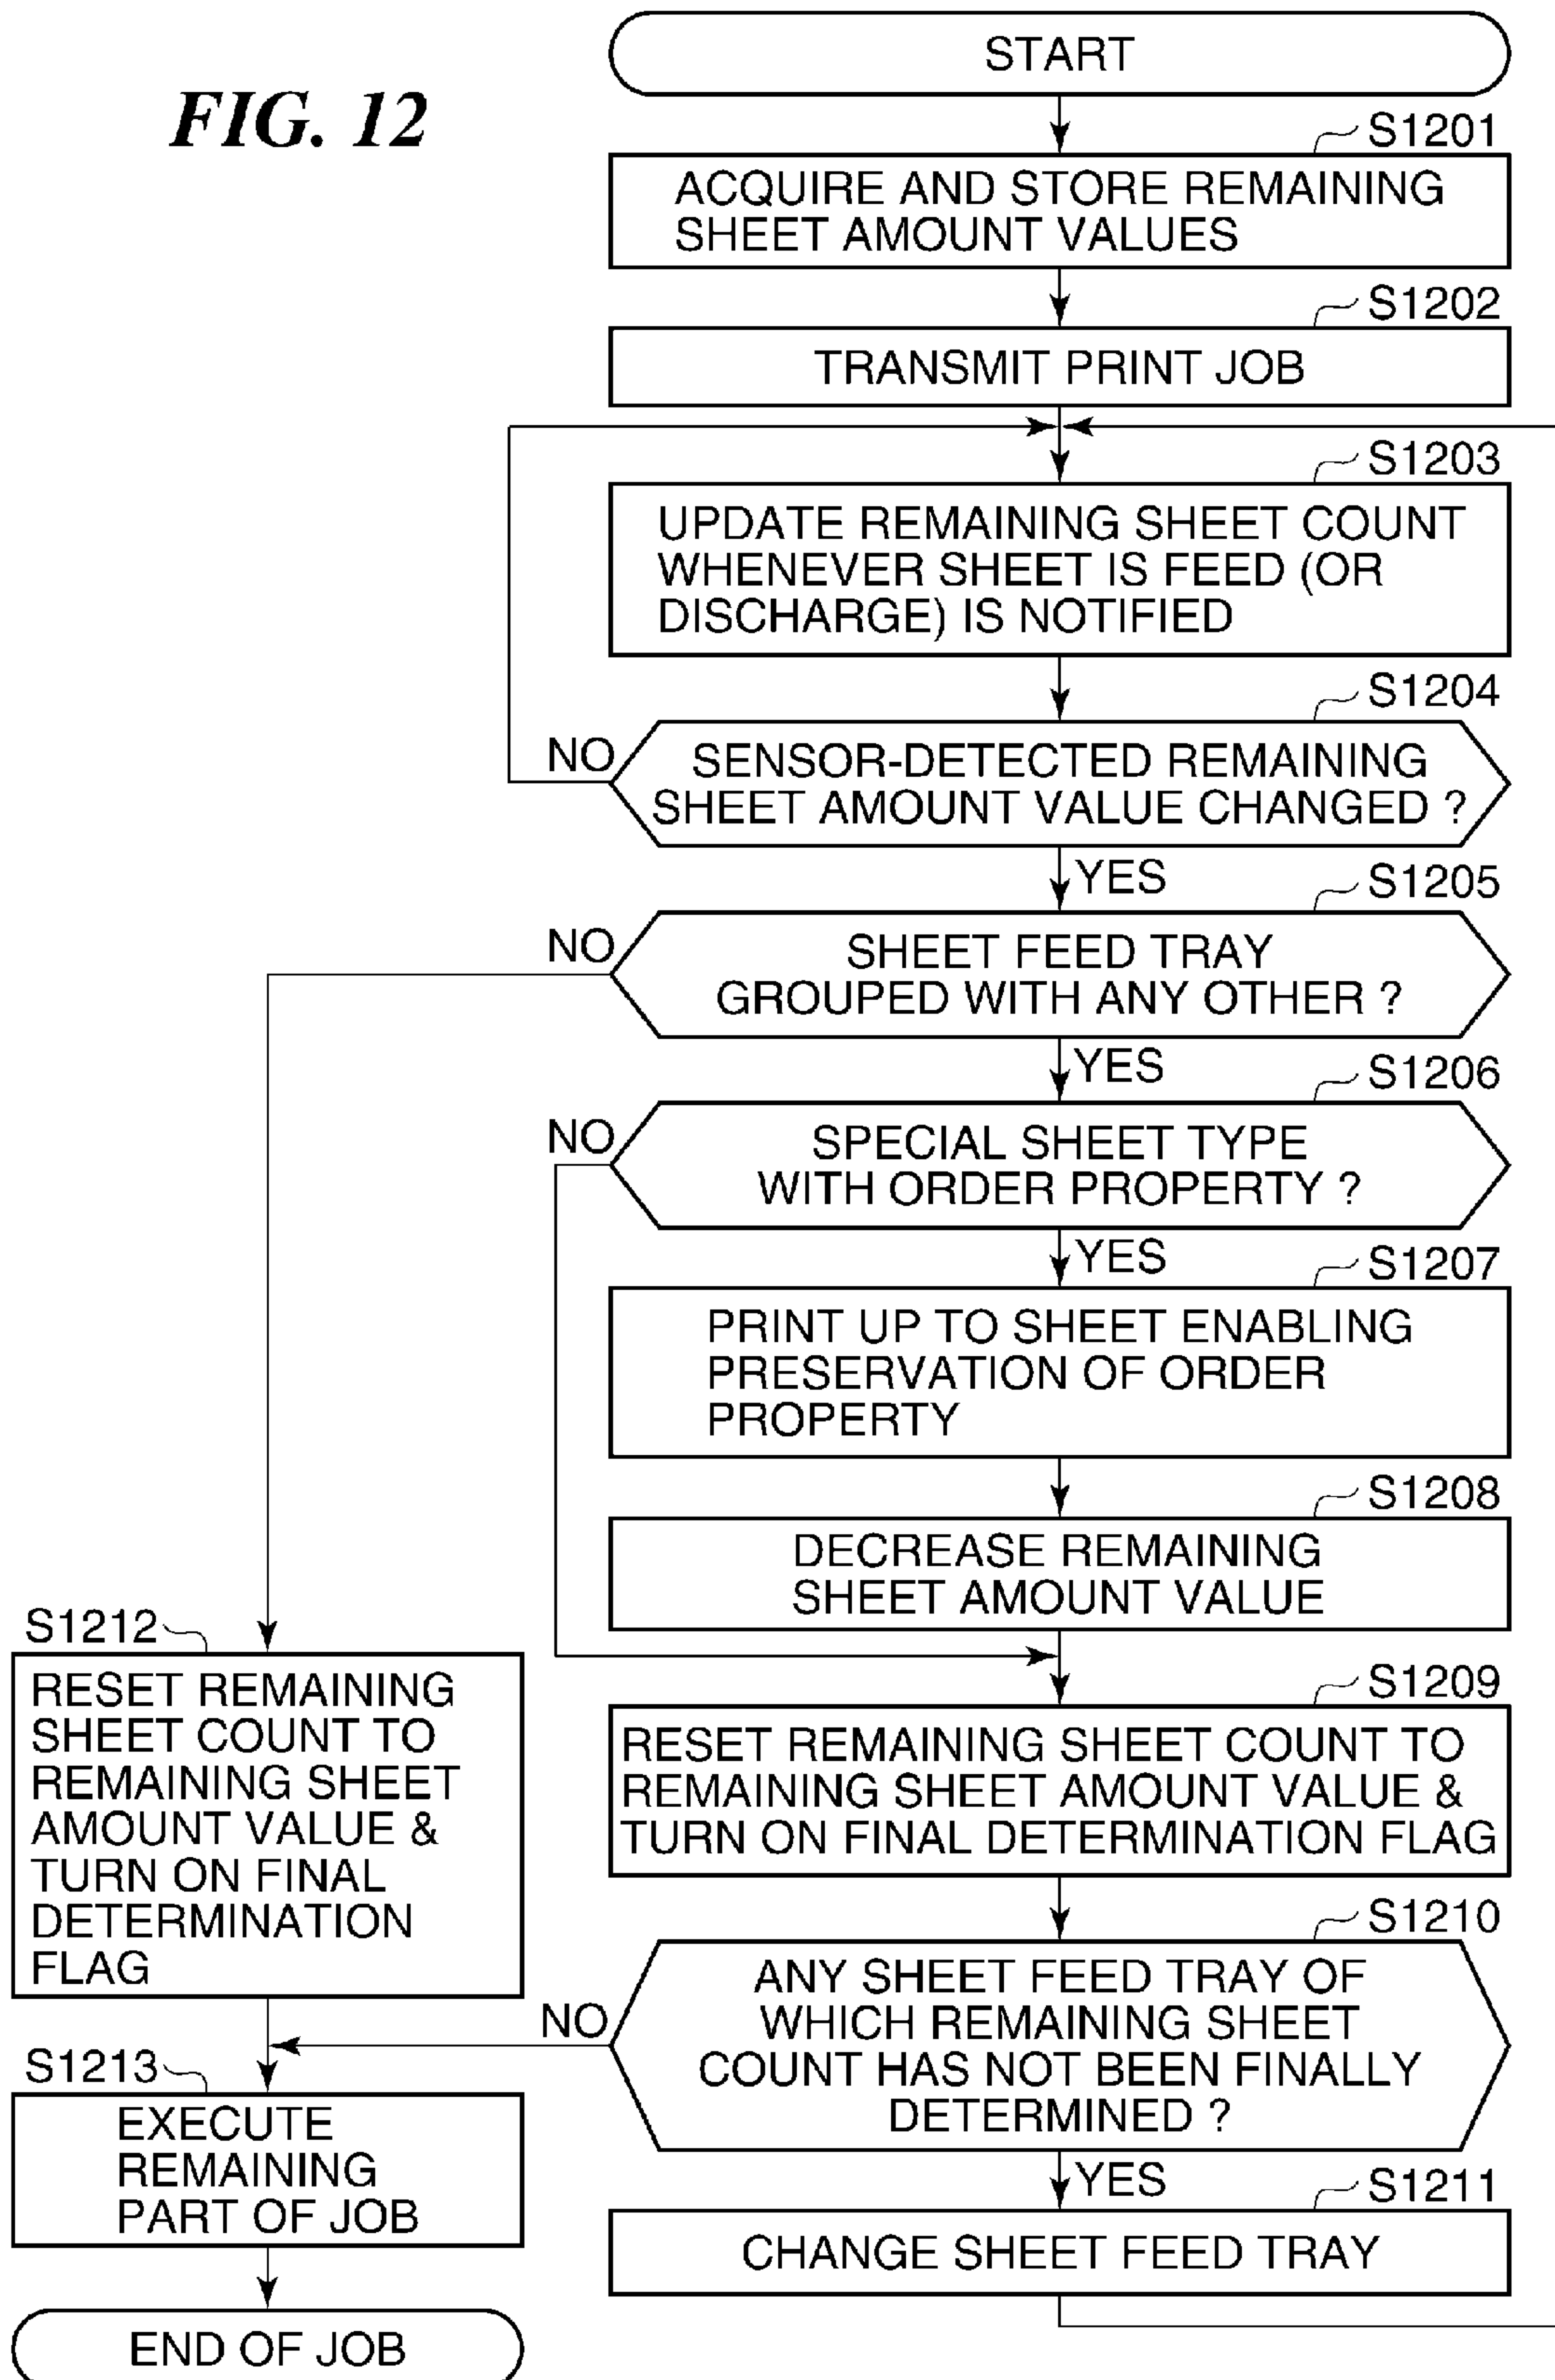 FIG. 12
START
S1201
ACQUIRE AND STORE REMAINING
SHEET AMOUNT VALUES
S1202
TRANSMIT PRINT JOB
S1203
UPDATE REMAINING SHEET COUNT
WHENEVER SHEET IS FEED (OR
DISCHARGE) IS NOTIFIED
S1204
NO
SENSOR-DETECTED REMAINING
SHEET AMOUNT VALUE CHANGED ?
YES
S1205
NO
SHEET FEED TRAY
GROUPED WITH ANY OTHER ?
YES
S1206
NO
SPECIAL SHEET TYPE
WITH ORDER PROPERTY ?
YES
S1207
PRINT UP TO SHEET ENABLING
PRESERVATION OF ORDER
PROPERTY
S1208
DECREASE REMAINING
SHEET AMOUNT VALUE
S1209
RESET REMAINING SHEET COUNT TO
REMAINING SHEET AMOUNT VALUE &
TURN ON FINAL DETERMINATION FLAG
S1210
ANY SHEET FEED TRAY OF
WHICH REMAINING SHEET
COUNT HAS NOT BEEN FINALLY
DETERMINED ?
NO
YES
S1211
CHANGE SHEET FEED TRAY
S1212
RESET REMAINING
SHEET COUNT TO
REMAINING SHEET
AMOUNT VALUE &
TURN ON FINAL
DETERMINATION
FLAG
S1213
EXECUTE
REMAINING
PART OF JOB
END OF JOB